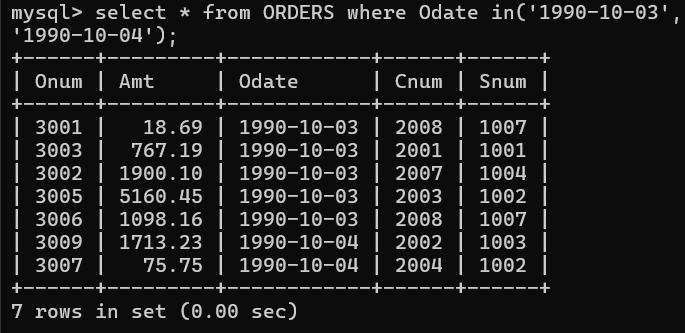 mysql> select * from ORDERS where Odate in('1990-10-03',
'1990-10-04');
+------+---------+------------+------+------+
| Onum | Amt     | Odate      | Cnum | Snum |
+------+---------+------------+------+------+
| 3001 |   18.69 | 1990-10-03 | 2008 | 1007 |
| 3003 |  767.19 | 1990-10-03 | 2001 | 1001 |
| 3002 | 1900.10 | 1990-10-03 | 2007 | 1004 |
| 3005 | 5160.45 | 1990-10-03 | 2003 | 1002 |
| 3006 | 1098.16 | 1990-10-03 | 2008 | 1007 |
| 3009 | 1713.23 | 1990-10-04 | 2002 | 1003 |
| 3007 |   75.75 | 1990-10-04 | 2004 | 1002 |
+------+---------+------------+------+------+
7 rows in set (0.00 sec)